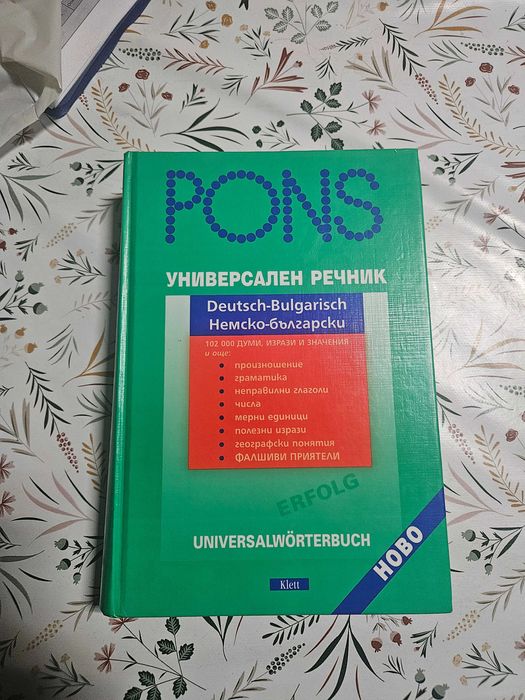 PONS
УНИВЕРСАЛЕН РЕЧНИК
Deutsch-Bulgarisch
Немско-български
102 000 ДУМИ, ИЗРАЗИ И ЗНАЧЕНИЯ
и още:
• произношение
• граматика
• неправилни глаголи
• числа
• мерни единици
• полезни изрази
• географски понятия
• ФАЛШИВИ ПРИЯТЕЛИ
ERFOLG
UNIVERSALWÖRTERBUCH
НОВО
Klett